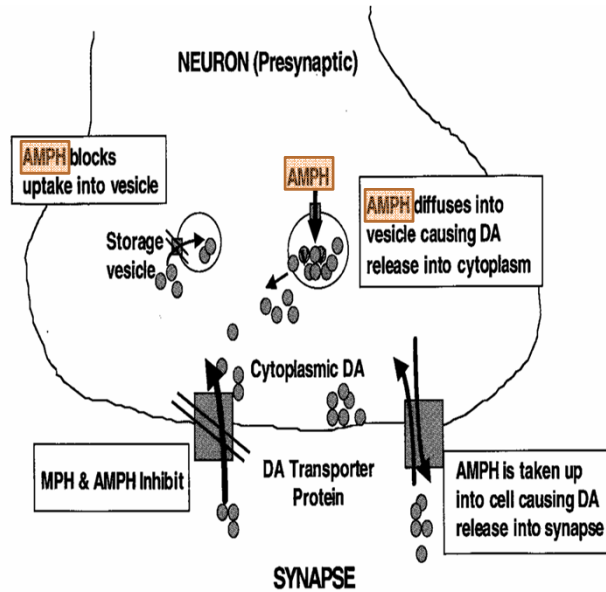 NEURON (Presynaptic)
AMPH blocks
uptake into vesicle
AMPH
AMPH diffuses into
vesicle causing DA
release into cytoplasm
Storage
vesicle
Cytoplasmic DA
MPH & AMPH Inhibit
DA Transporter
Protein
AMPH is taken up
into cell causing DA
release into synapse
SYNAPSE